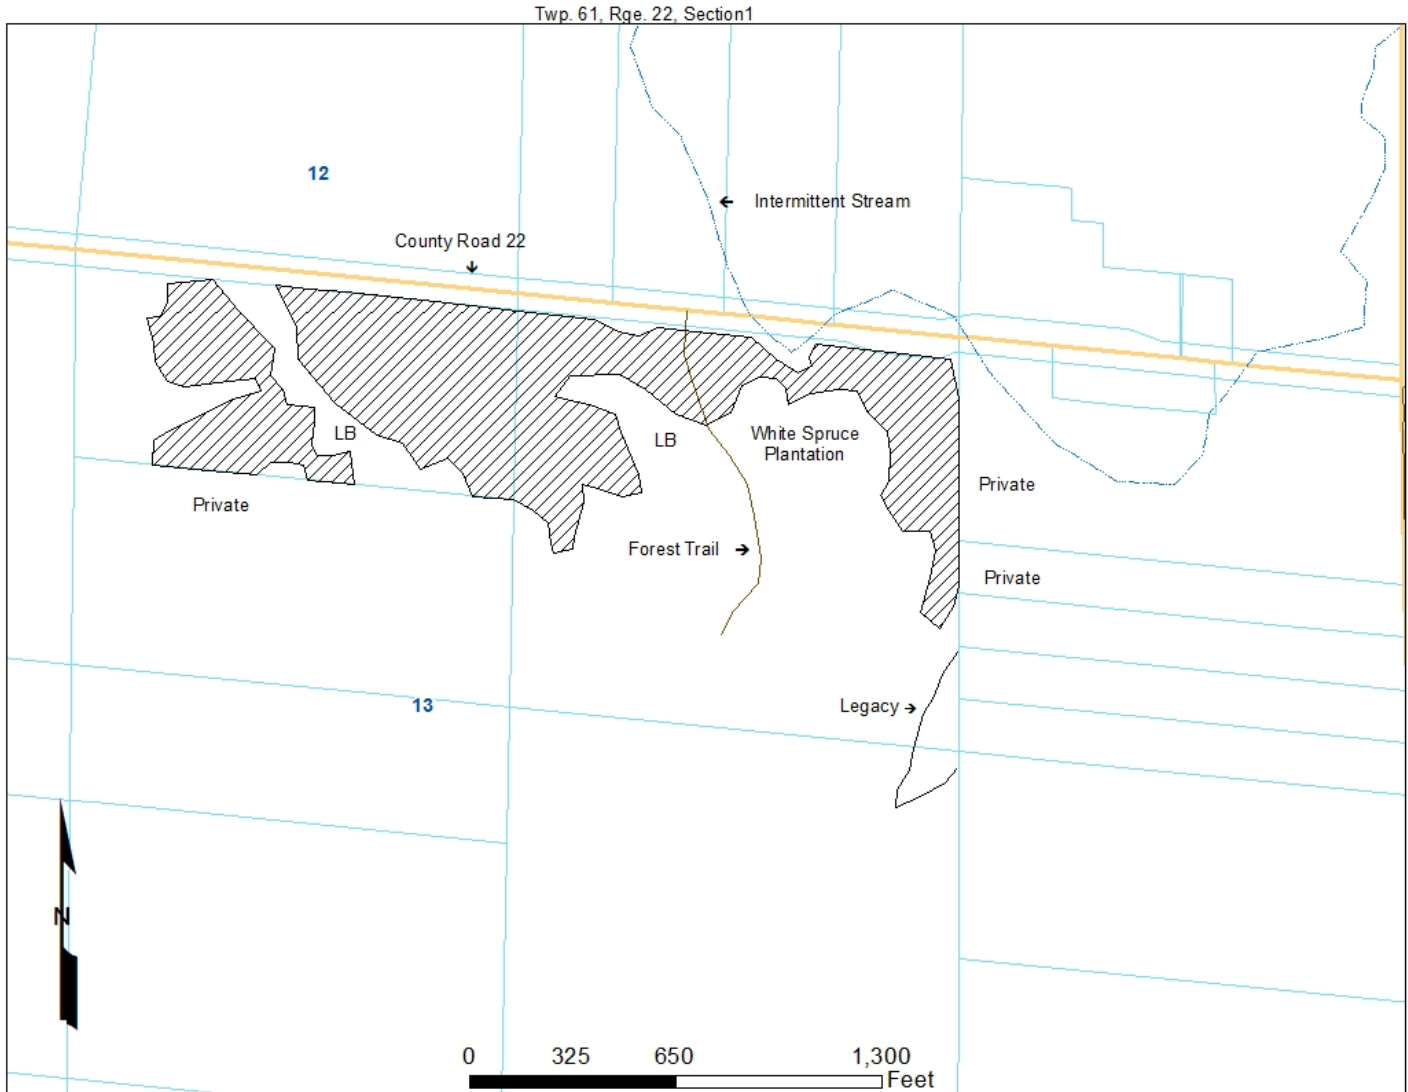 Twp. 61, Rge. 22, Section1
12
Intermittent Stream
County Road 22
LB
LB
White Spruce
Plantation
Private
Private
Forest Trail
Private
Legacy
13
N
0 325 650 1,300
Feet